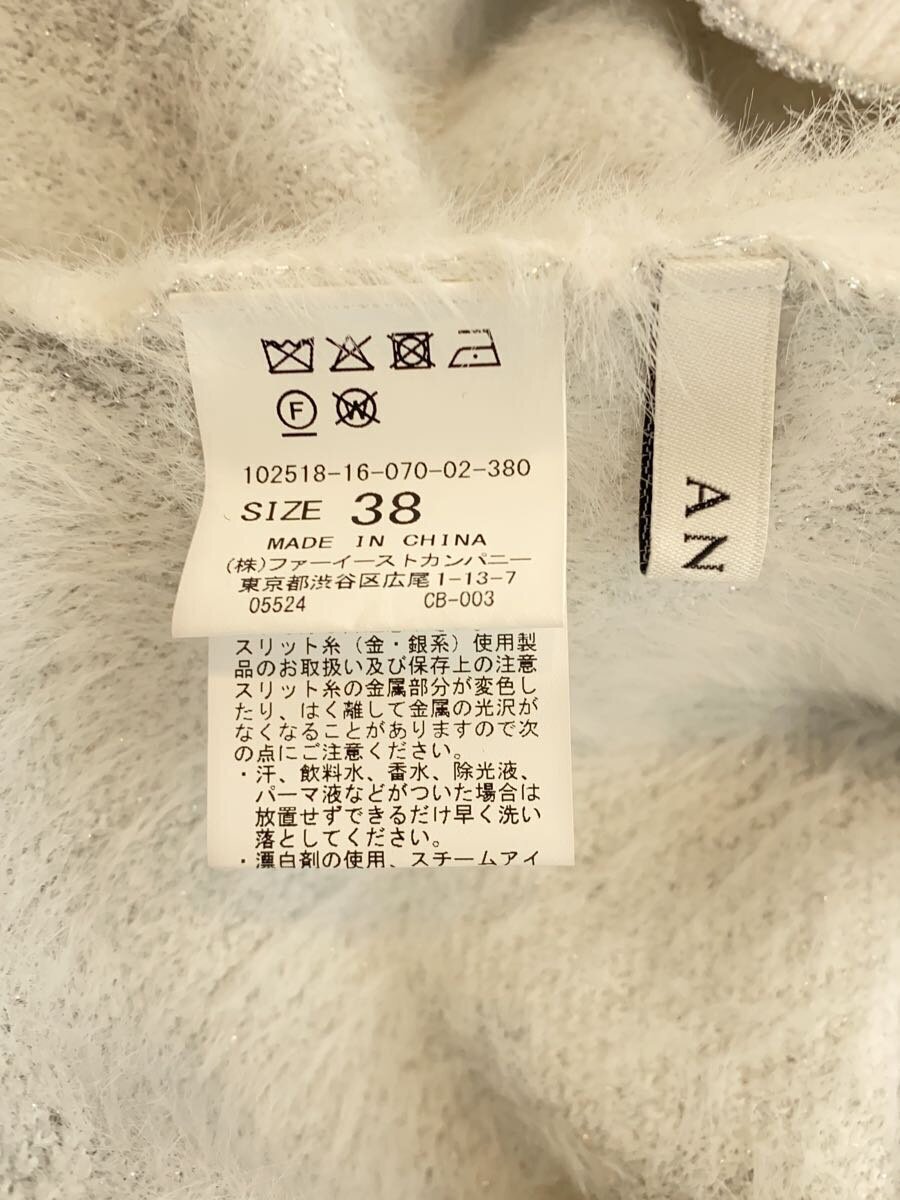 F
W
102518-16-070-02-380
SIZE 38
MADE IN CHINA
(株)ファーイーストカンパニー
東京都渋谷区広尾1-13-7
05524 CB-003
スリット糸(金・銀系)使用製
品のお取扱い及び保存上の注意
スリット糸の金属部分が変色し
たり、はく離して金属の光沢が
なくなることがありますので次
の点にご注意ください。
・汗、飲料水、香水、除光液、
パーマ液などがついた場合は
放置せずできるだけ早く洗い
落としてください。
・漂白剤の使用、スチームアイ
AN